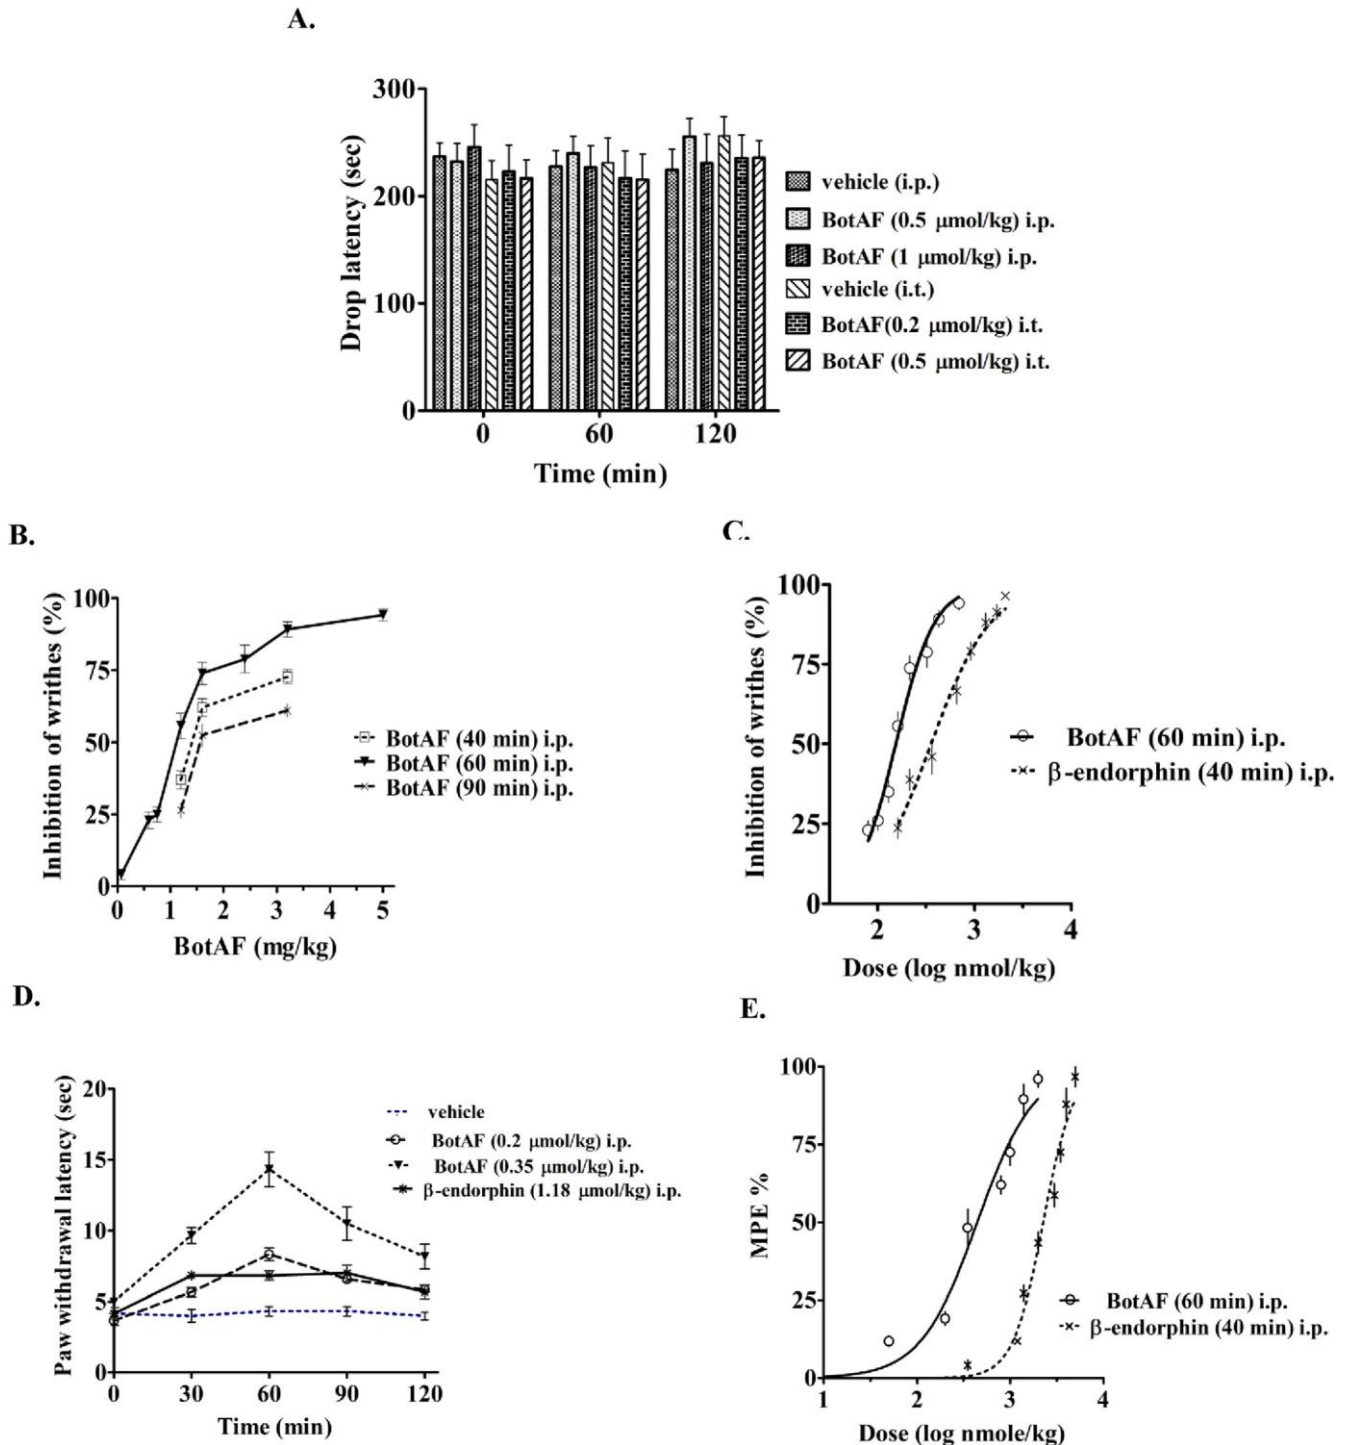 A.
300
200
100
0
Drop latency (sec)
0 60 120
Time (min)
vehicle (i.p.)
BotAF (0.5 μmol/kg) i.p.
BotAF (1 μmol/kg) i.p.
vehicle (i.t.)
BotAF(0.2 μmol/kg) i.t.
BotAF (0.5 μmol/kg) i.t.
B.
100
75
50
25
0
Inhibition of writhes (%)
0 1 2 3 4 5
BotAF (mg/kg)
BotAF (40 min) i.p.
BotAF (60 min) i.p.
BotAF (90 min) i.p.
C.
100
75
50
25
0
Inhibition of writhes (%)
2 3 4
Dose (log nmol/kg)
BotAF (60 min) i.p.
β-endorphin (40 min) i.p.
D.
20
15
10
5
0
Paw withdrawal latency (sec)
0 30 60 90 120
Time (min)
vehicle
BotAF (0.2 μmol/kg) i.p.
BotAF (0.35 μmol/kg) i.p.
β-endorphin (1.18 μmol/kg) i.p.
E.
100
75
50
25
0
MPE %
1 2 3 4
Dose (log nmole/kg)
BotAF (60 min) i.p.
β-endorphin (40 min) i.p.